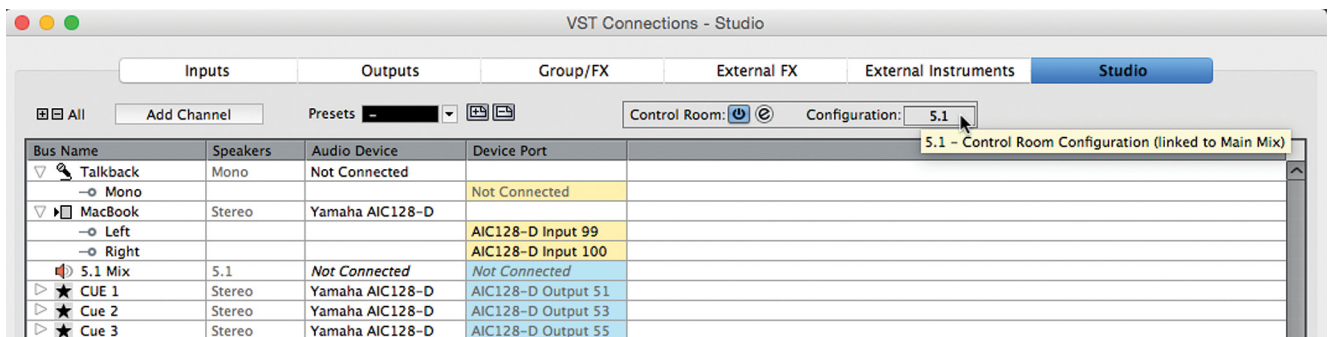 VST Connections - Studio
Inputs Outputs Group/FX External FX External Instruments Studio
All Add Channel Presets - Control Room: e Configuration: 5.1
5.1 - Control Room Configuration (linked to Main Mix)
Bus Name Speakers Audio Device Device Port
Talkback Mono Not Connected
Mono Not Connected
MacBook Stereo Yamaha AIC128-D
Left AIC128-D Input 99
Right AIC128-D Input 100
5.1 Mix 5.1 Not Connected Not Connected
CUE 1 Stereo Yamaha AIC128-D AIC128-D Output 51
Cue 2 Stereo Yamaha AIC128-D AIC128-D Output 53
Cue 3 Stereo Yamaha AIC128-D AIC128-D Output 55